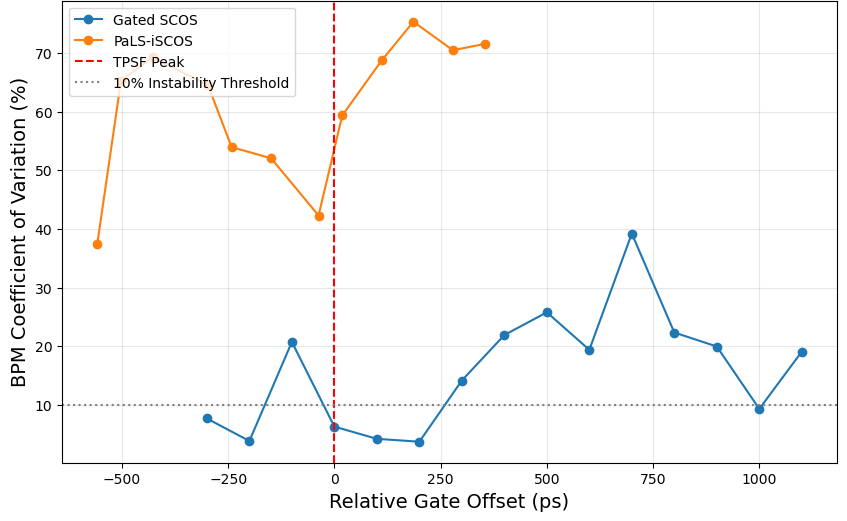 Gated SCOS
PaLS-iSCOS
TPSF Peak
10% Instability Threshold
BPM Coefficient of Variation (%)
70
60
50
40
30
20
10
−500
−250
0
250
500
750
1000
Relative Gate Offset (ps)